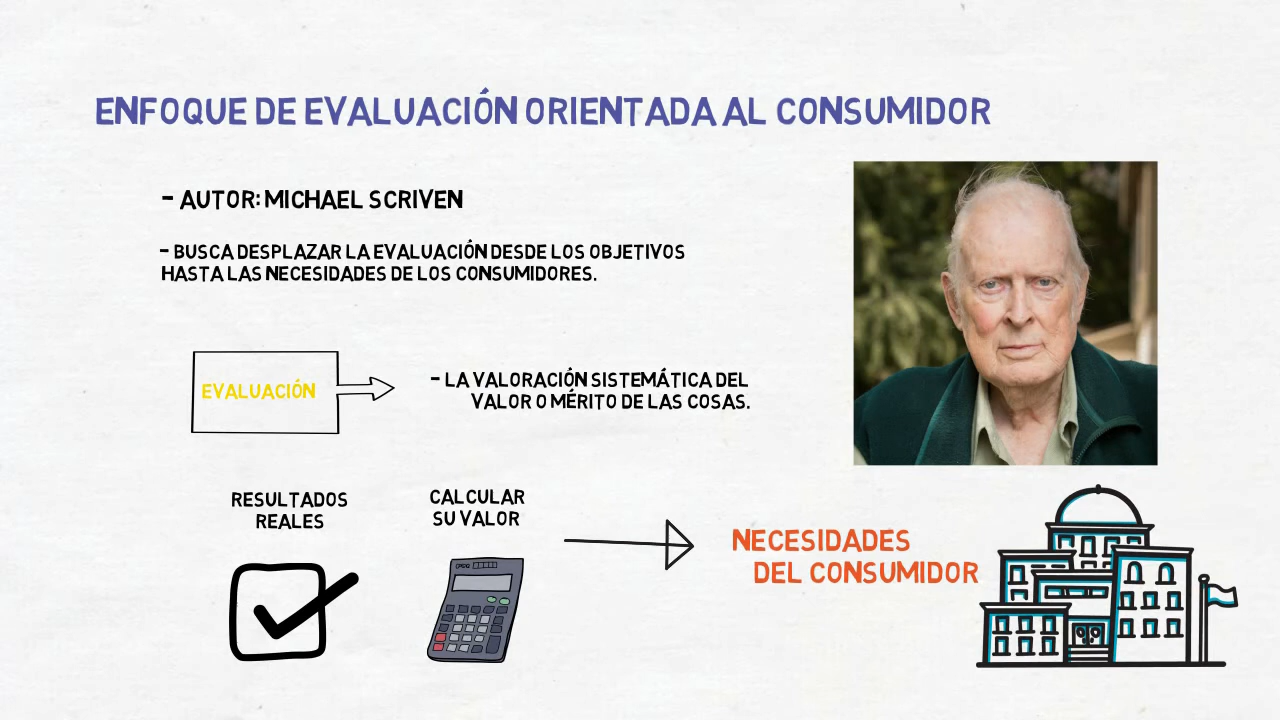 ENFOQUE DE EVALUACIÓN ORIENTADA AL CONSUMIDOR
- AUTOR: MICHAEL SCRIVEN
- BUSCA DESPLAZAR LA EVALUACIÓN DESDE LOS OBJETIVOS
HASTA LAS NECESIDADES DE LOS CONSUMIDORES.
EVALUACIÓN
- LA VALORACIÓN SISTEMÁTICA DEL
VALOR O MÉRITO DE LAS COSAS.
RESULTADOS
REALES
CALCULAR
SU VALOR
NECESIDADES
DEL CONSUMIDOR